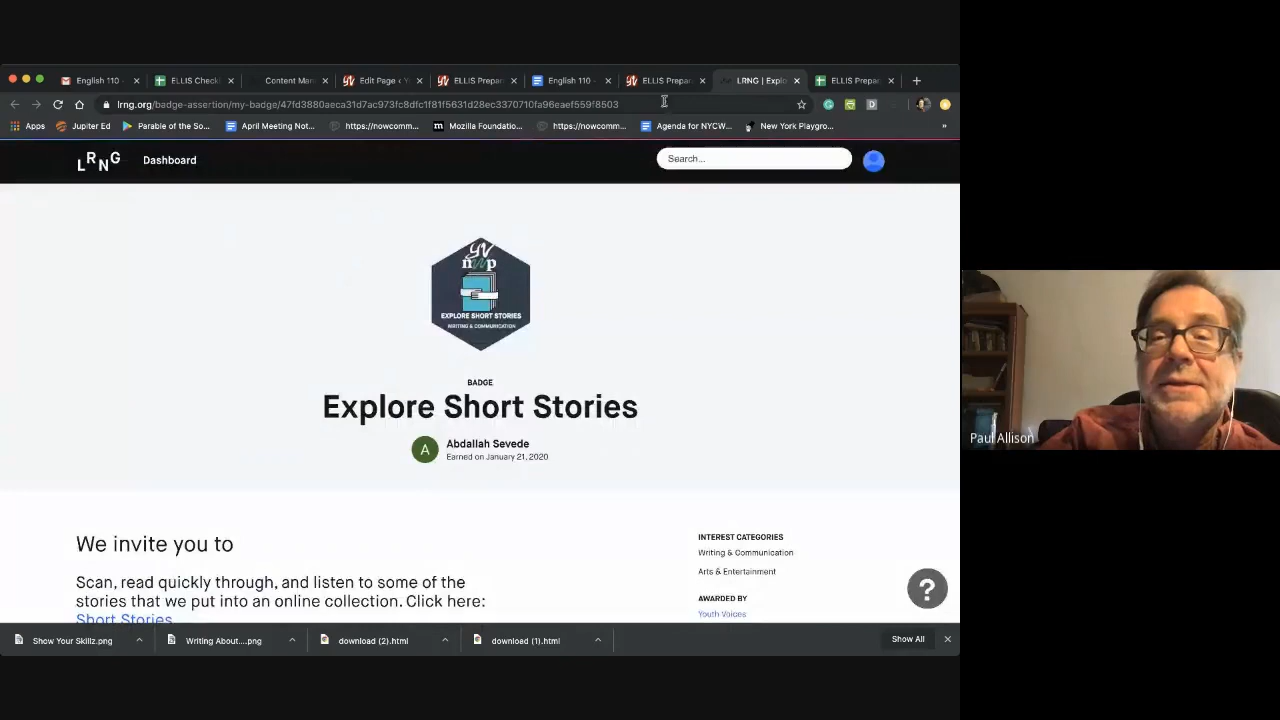 English 110
ELLIS Checkl
Content Man
Edit Page ‹ Y
ELLIS Prepar
English 110 -
ELLIS Prepar
LRNG | Explo
ELLIS Prepa
lrng.org/badge-assertion/my-badge/47fd3880aeca31d7ac973fc8dfc1f81f5631d28ec3370710fa96eaef559f8503
Apps
Jupiter Ed
Parable of the So...
April Meeting Not...
https://nowcomm...
Mozilla Foundatio...
https://nowcomm...
Agenda for NYCW...
New York Playgro...
»
LRNG
Dashboard
Search...
YV
nwp
EXPLORE SHORT STORIES
WRITING & COMMUNICATION
BADGE
Explore Short Stories
A
Abdallah Sevede
Earned on January 21, 2020
We invite you to
Scan, read quickly through, and listen to some of the
stories that we put into an online collection. Click here:
Short Stories
INTEREST CATEGORIES
Writing & Communication
Arts & Entertainment
AWARDED BY
Youth Voices
?
Show Your Skillz.png
Writing About....png
download (2).html
download (1).html
Show All
Paul Allison